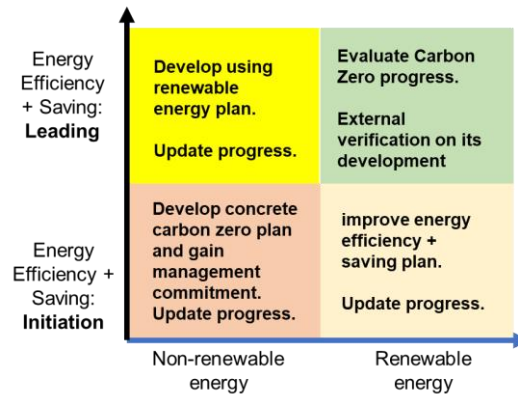 Energy
Efficiency
+ Saving:
Leading
Develop using
renewable
energy plan.
Update progress.
Evaluate Carbon
Zero progress.
External
verification on its
development
Energy
Efficiency +
Saving:
Initiation
Develop concrete
carbon zero plan
and gain
management
commitment.
Update progress.
improve energy
efficiency +
saving plan.
Update progress.
Non-renewable
energy
Renewable
energy